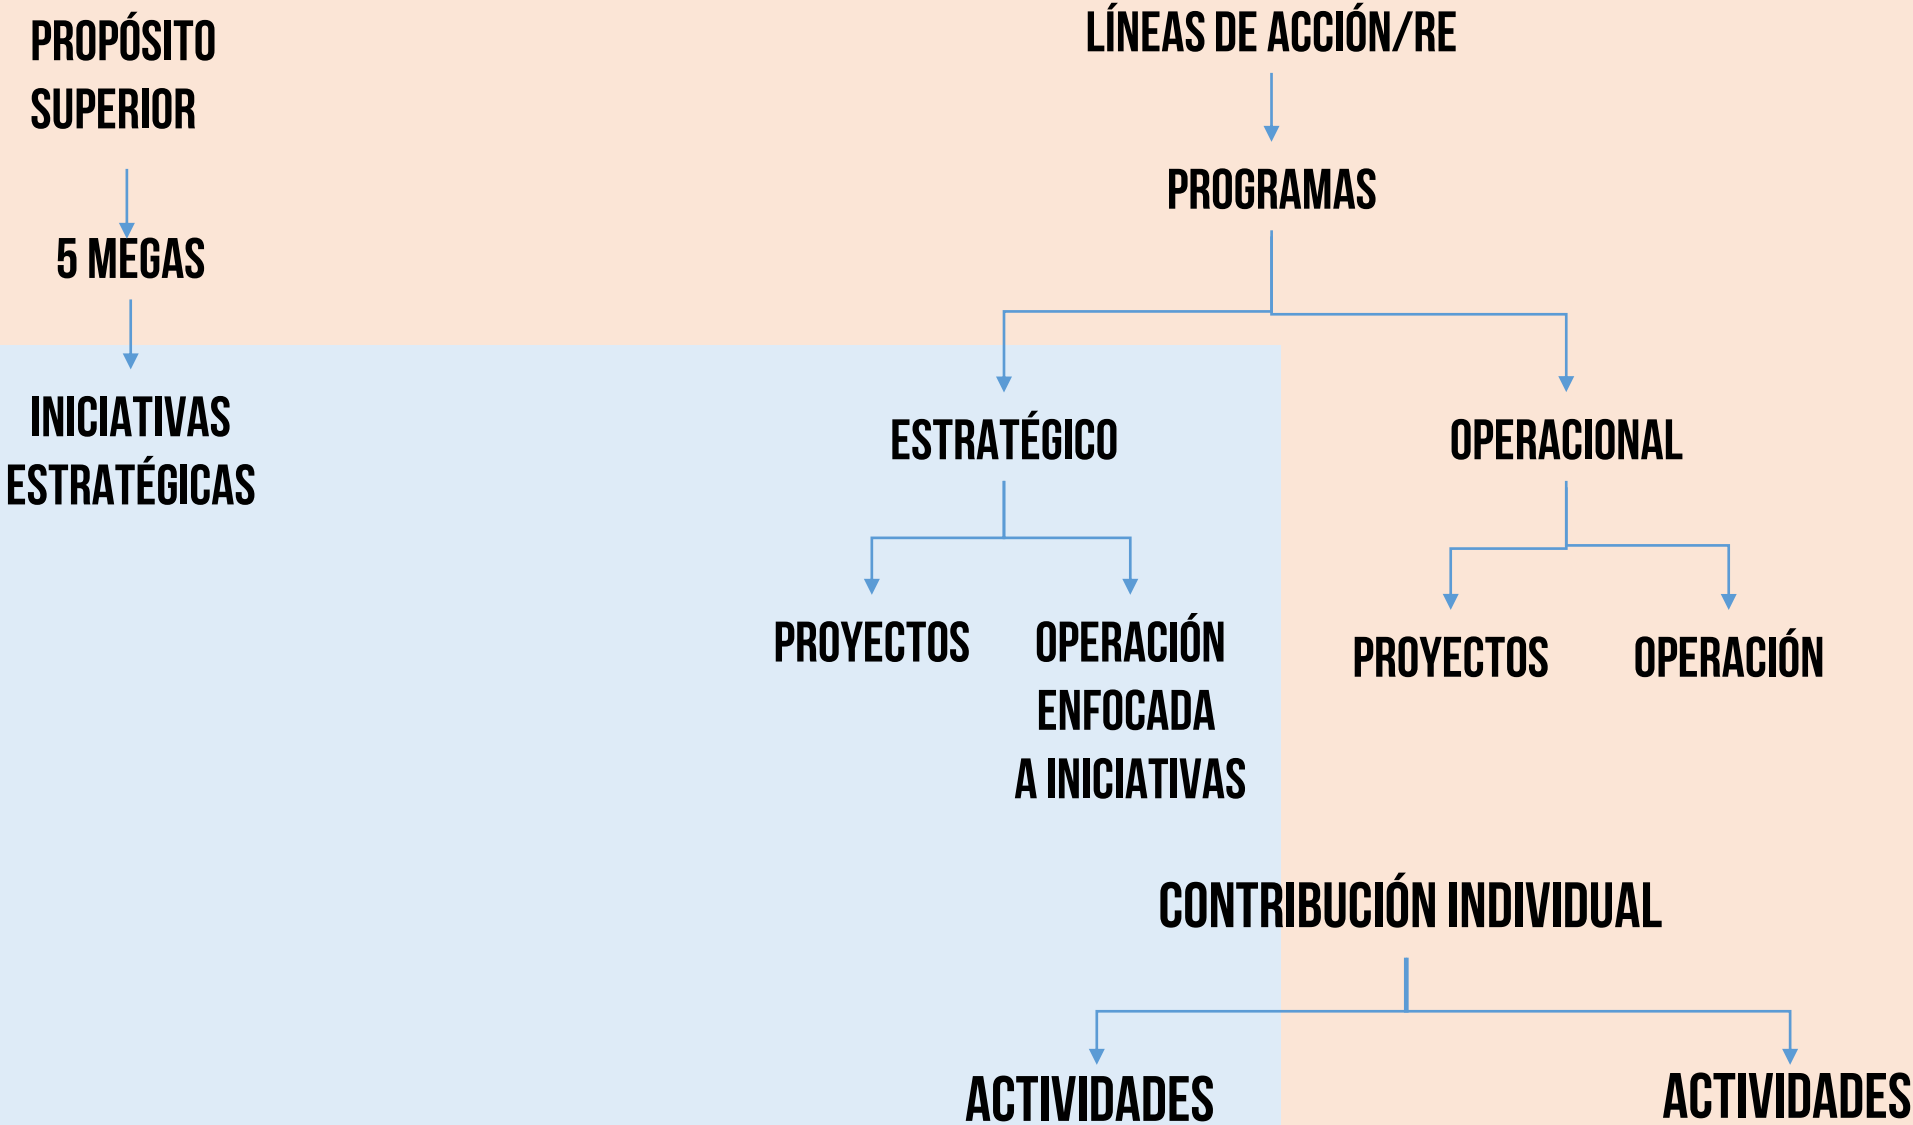 PROPÓSITO
SUPERIOR
5 MEGAS
INICIATIVAS
ESTRATÉGICAS
LÍNEAS DE ACCIÓN/RE
PROGRAMAS
ESTRATÉGICO
OPERACIONAL
PROYECTOS
OPERACIÓN
ENFOCADA
A INICIATIVAS
PROYECTOS
OPERACIÓN
CONTRIBUCIÓN INDIVIDUAL
ACTIVIDADES
ACTIVIDADES